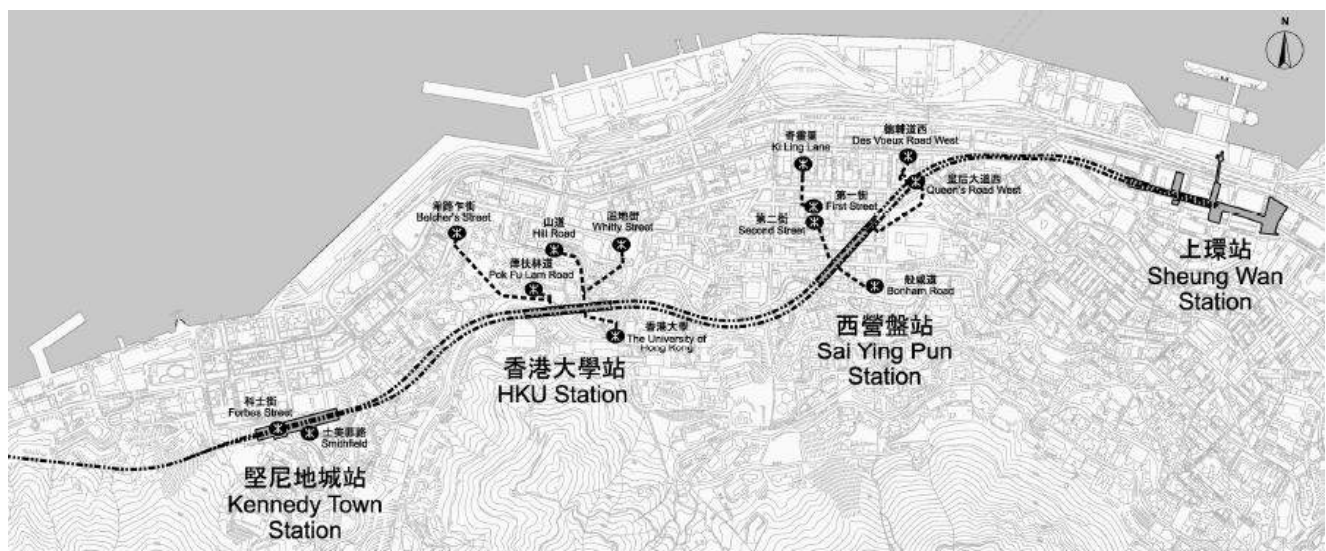 N
奇靈里
Ki Ling Lane
德輔道西
Des Voeux Road West
皇后大道西
Queen's Road West
第一街
First Street
第二街
Second Street
卑路乍街
Belcher's Street
山道
Hill Road
屈地街
Whitty Street
薄扶林道
Pok Fu Lam Road
般咸道
Bonham Road
上環站
Sheung Wan
Station
香港大學
The University of
Hong Kong
西營盤站
Sai Ying Pun
Station
香港大學站
HKU Station
科士街
Forbes Street
士美菲路
Smithfield
堅尼地城站
Kennedy Town
Station